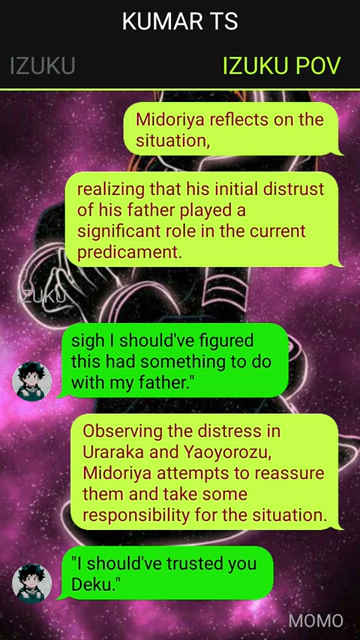 KUMAR TS
IZUKU
IZUKU POV
Midoriya reflects on the
situation,
realizing that his initial distrust
of his father played a
significant role in the current
predicament.
IZUKU
sigh I should've figured
this had something to do
with my father."
Observing the distress in
Uraraka and Yaoyorozu,
Midoriya attempts to reassure
them and take some
responsibility for the situation.
"I should've trusted you
Deku."
MOMO